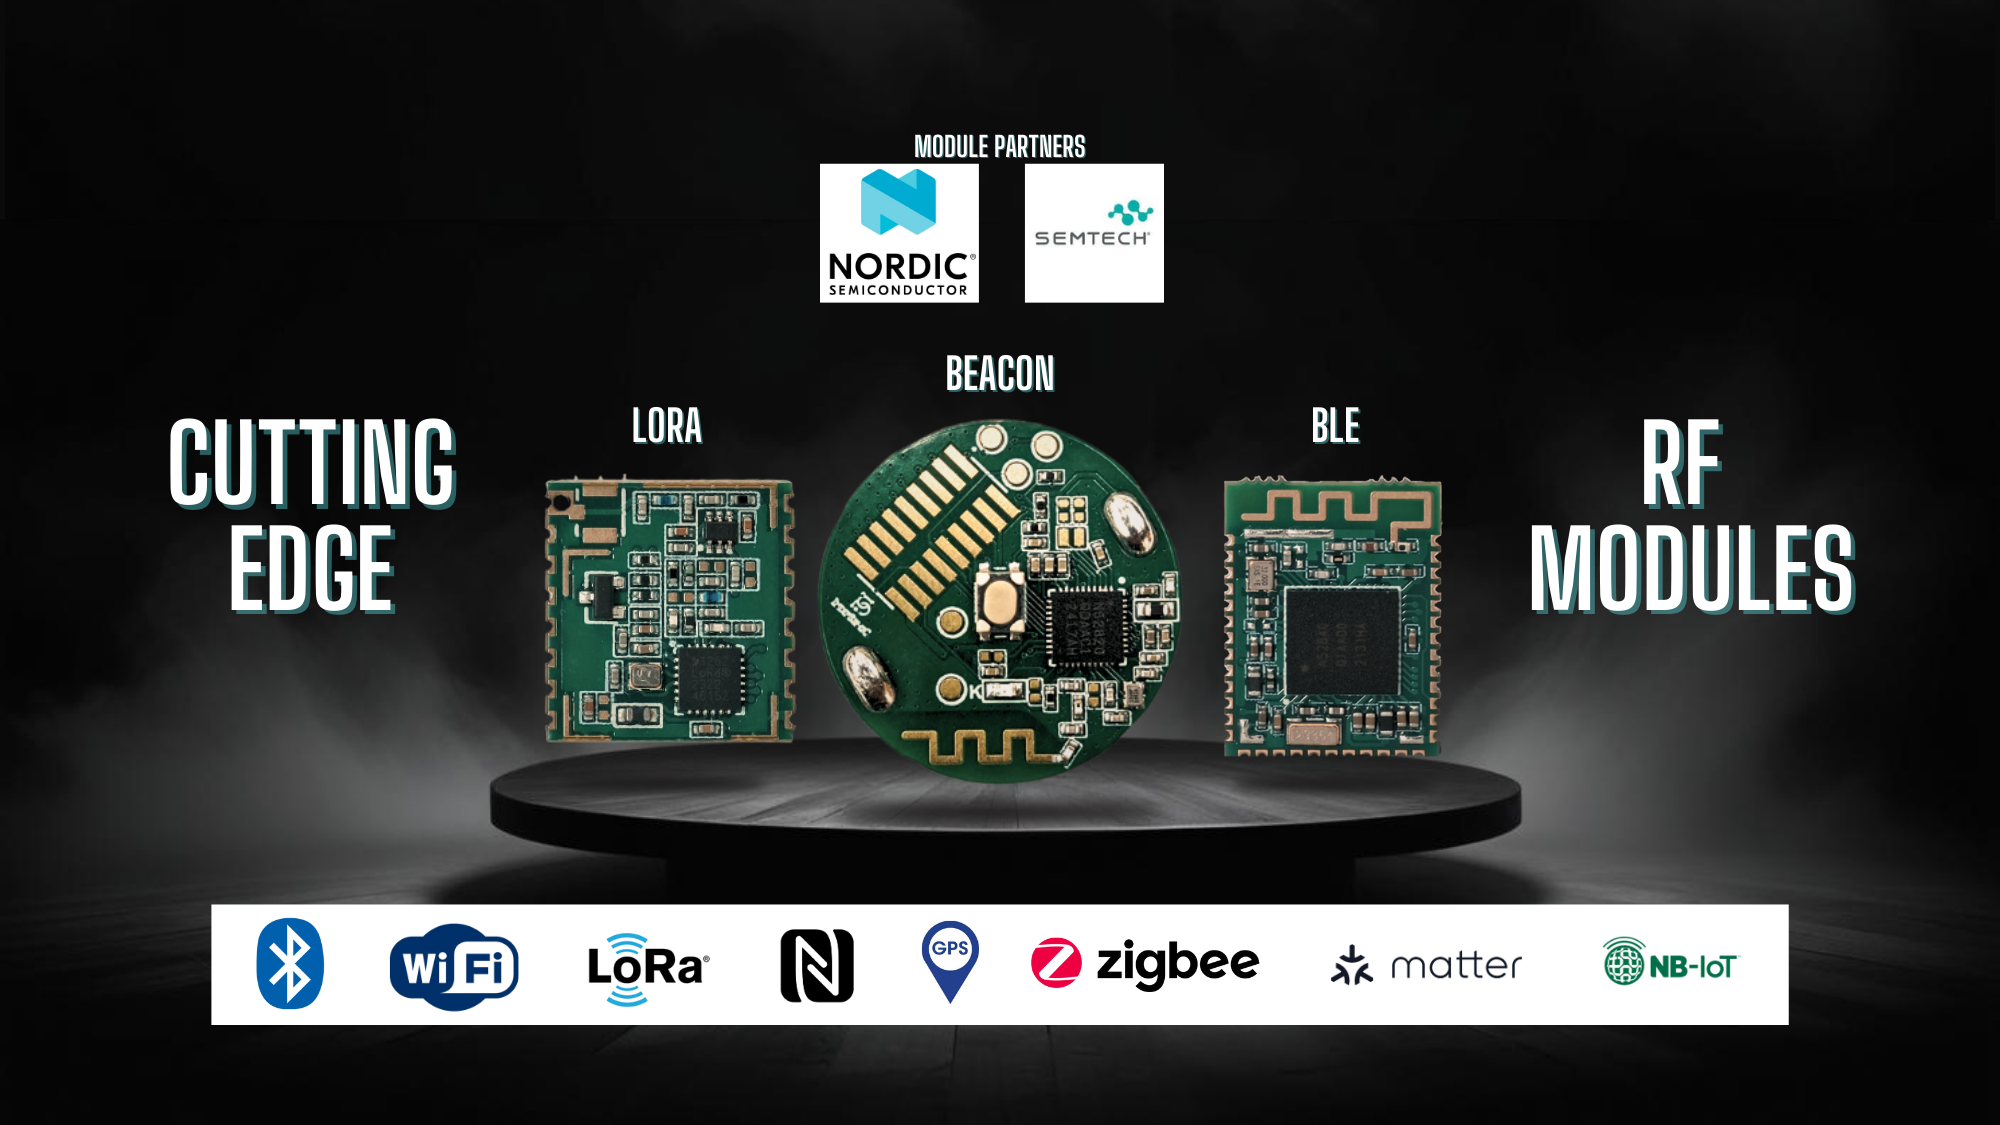 MODULE PARTNERS
NORDIC®
SEMICONDUCTOR
SEMTECH®
BEACON
LORA
BLE
CUTTING
EDGE
RF
MODULES
K
Wi Fi
LoRa®
N
GPS
zigbee
matter
NB-IoT™